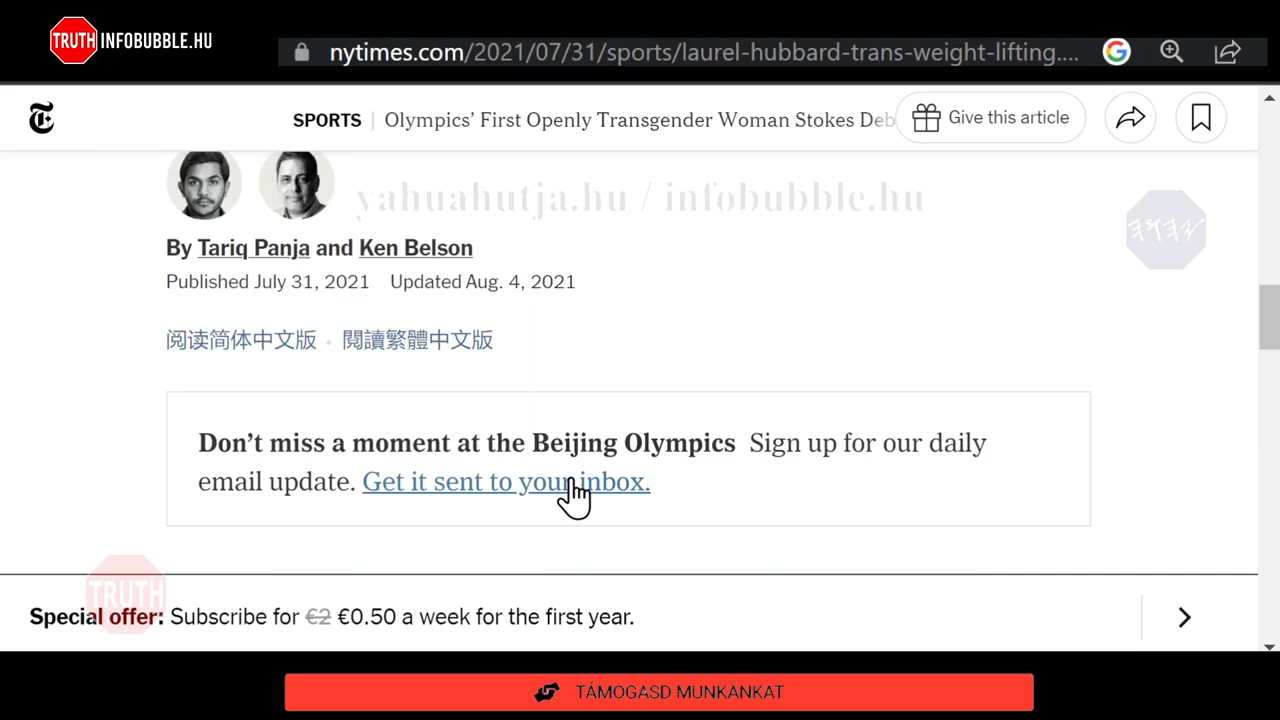 TRUTH INFOBUBBLE.HU
nytimes.com/2021/07/31/sports/laurel-hubbard-trans-weight-lifting....
SPORTS | Olympics’ First Openly Transgender Woman Stokes Deb
Give this article
yahuahutja.hu / infobubble.hu
By Tariq Panja and Ken Belson
Published July 31, 2021 Updated Aug. 4, 2021
阅读简体中文版 • 閱讀繁體中文版
Don’t miss a moment at the Beijing Olympics Sign up for our daily
email update. Get it sent to your inbox.
TRUTH
Special offer: Subscribe for €2 €0.50 a week for the first year.
TÁMOGASD MUNKÁNKAT